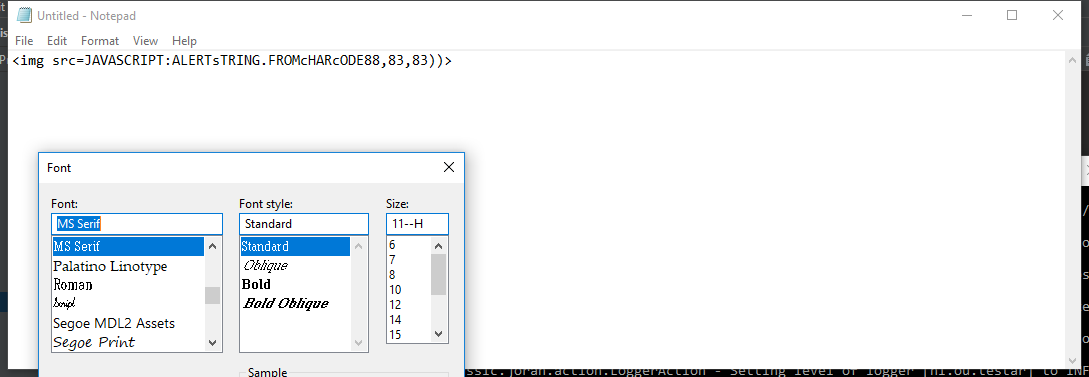 Untitled - Notepad
File Edit Format View Help
<img src=JAVASCRIPT:ALERTsTRING.FROMcHARcODE88,83,83))>
Font
Font: Font style: Size:
MS Serif Standard 11--H
MS Serif Standard 6
Palatino Linotype Oblique 7
Roman Bold 8
Script Bold Oblique 10
Segoe MDL2 Assets 12
Segoe Print 14
15
Sample
ssic.joran.action.LoggerAction - Setting level of logger [nl.ou.testar] to INF